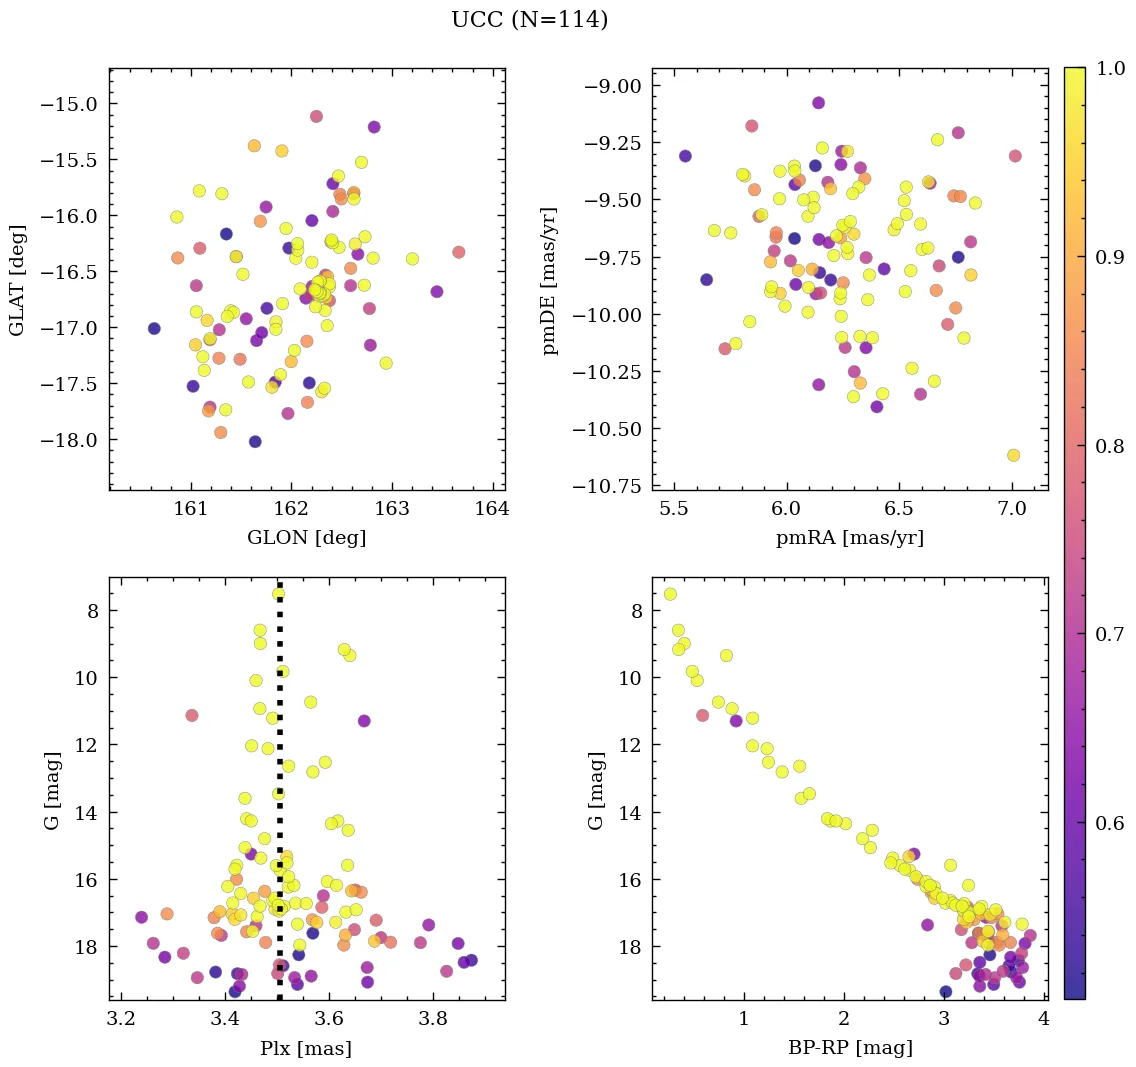 UCC (N=114)
−15.0
−15.5
−16.0
−16.5
−17.0
−17.5
−18.0
GLAT [deg]
161 162 163 164
GLON [deg]
−9.00
−9.25
−9.50
−9.75
−10.00
−10.25
−10.50
−10.75
pmDE [mas/yr]
5.5 6.0 6.5 7.0
pmRA [mas/yr]
1.0
0.9
0.8
0.7
0.6
8
10
12
14
16
18
G [mag]
3.2 3.4 3.6 3.8
Plx [mas]
8
10
12
14
16
18
G [mag]
1 2 3 4
BP-RP [mag]